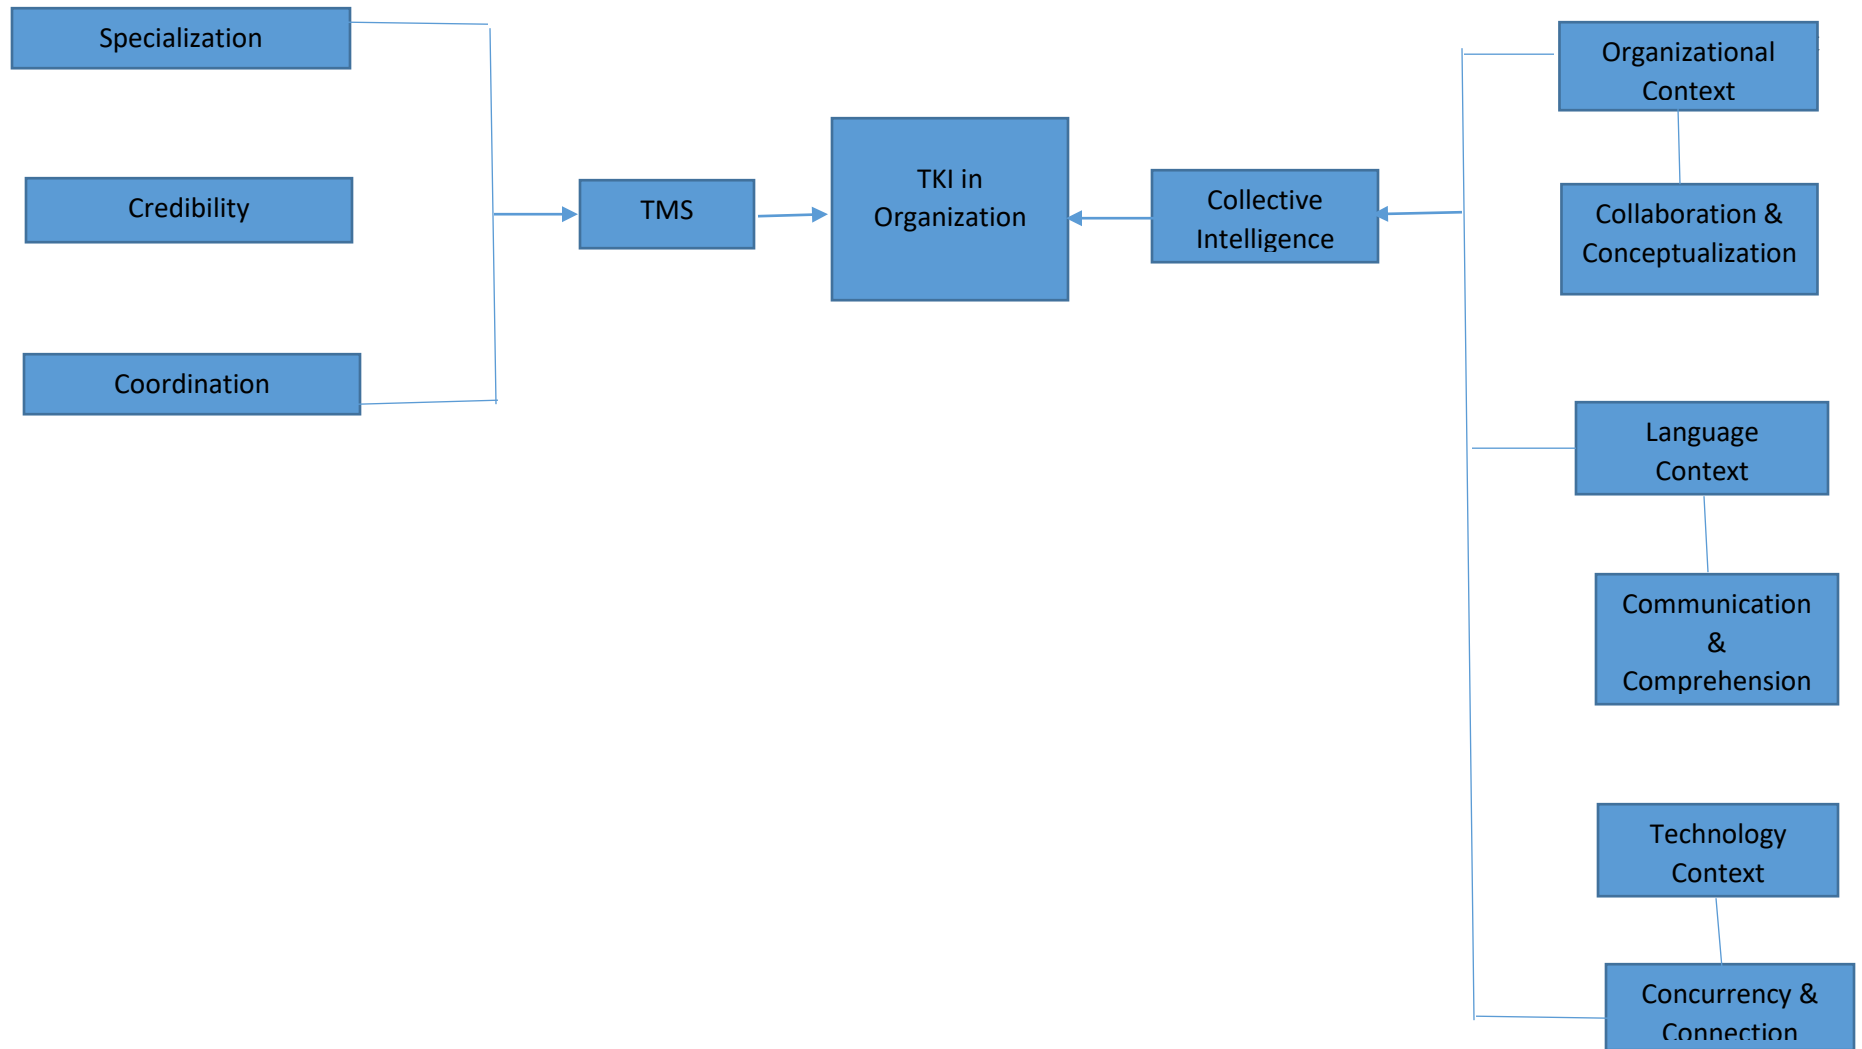 Specialization
Credibility
Coordination
TMS
TKI in
Organization
Collective
Intelligence
Organizational
Context
Collaboration &
Conceptualization
Language
Context
Communication
&
Comprehension
Technology
Context
Concurrency &
Connection